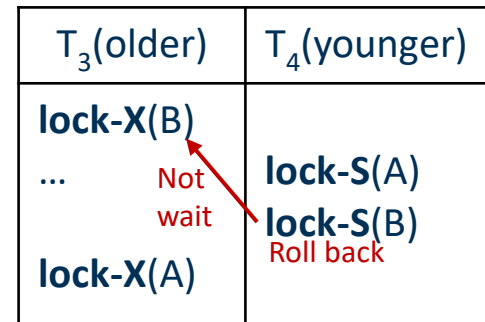 T3(older)
T4(younger)
lock-X(B)
...
Not
wait
lock-S(A)
lock-S(B)
Roll back
lock-X(A)